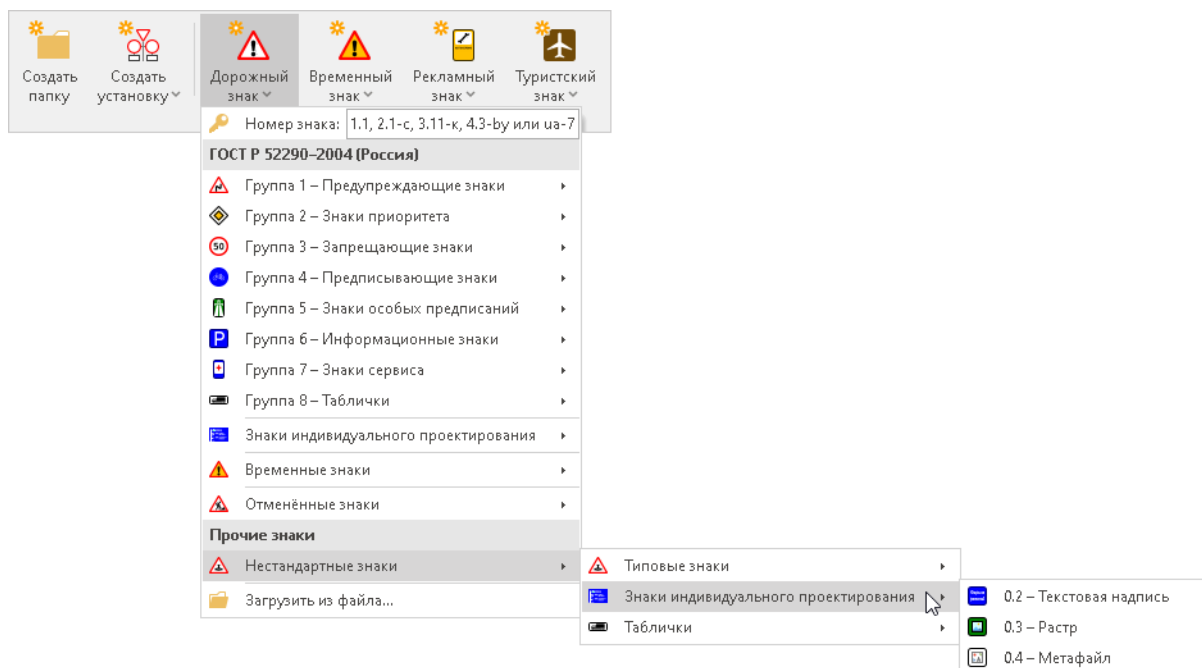 Создать папку
Создать установку
Дорожный знак
Временный знак
Рекламный знак
Туристский знак
Номер знака: 1.1, 2.1-с, 3.11-к, 4.3-by или ua-7
ГОСТ Р 52290–2004 (Россия)
Группа 1 – Предупреждающие знаки
Группа 2 – Знаки приоритета
Группа 3 – Запрещающие знаки
50
Группа 4 – Предписывающие знаки
Группа 5 – Знаки особых предписаний
Группа 6 – Информационные знаки
P
Группа 7 – Знаки сервиса
Группа 8 – Таблички
Знаки индивидуального проектирования
Временные знаки
Отменённые знаки
Прочие знаки
Нестандартные знаки
Загрузить из файла...
Типовые знаки
Знаки индивидуального проектирования
Таблички
0.2 – Текстовая надпись
0.3 – Растр
0.4 – Метафайл